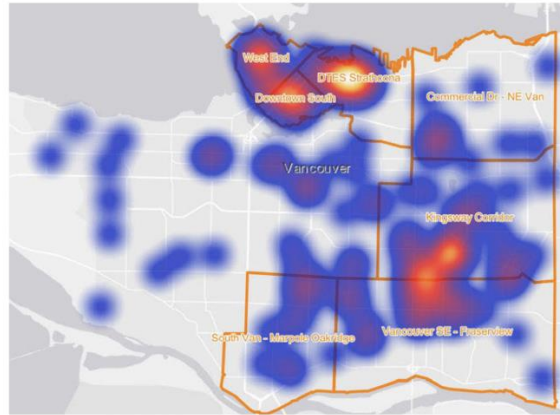 West End
DTES Strathcona
Downtown South
Commercial Dr - NE Van
Vancouver
Kingsway Corridor
South Van - Marpole Oakridge
Vancouver SE - Fraserview